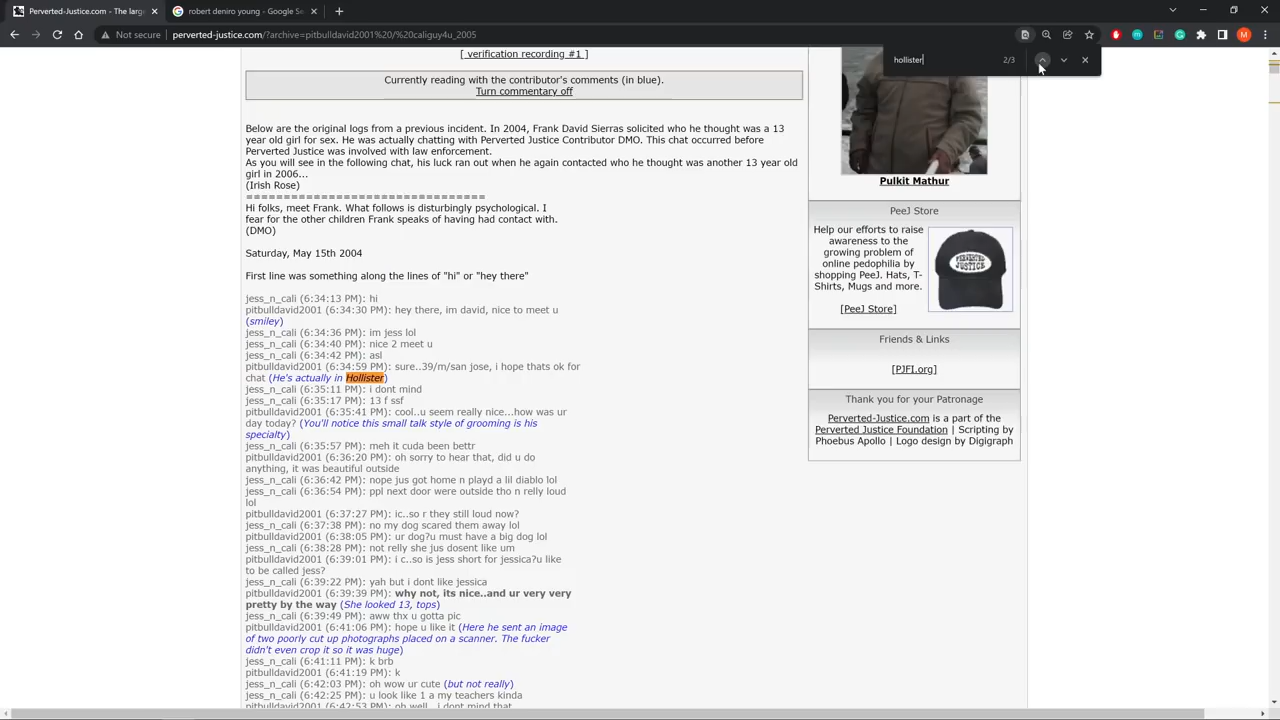 Perverted-Justice.com - The larg
robert deniro young - Google Se
Not secure
perverted-justice.com/?archive=pitbulldavid2001%20/%20caliguy4u_2005
hollister
2/3
[ verification recording #1 ]
Currently reading with the contributor's comments (in blue).
Turn commentary off
Below are the original logs from a previous incident. In 2004, Frank David Sierras solicited who he thought was a 13
year old girl for sex. He was actually chatting with Perverted Justice Contributor DMO. This chat occurred before
Perverted Justice was involved with law enforcement.
As you will see in the following chat, his luck ran out when he again contacted who he thought was another 13 year old
girl in 2006...
(Irish Rose)
================================
Hi folks, meet Frank. What follows is disturbingly psychological. I
fear for the other children Frank speaks of having had contact with.
(DMO)
Saturday, May 15th 2004
First line was something along the lines of "hi" or "hey there"
jess_n_cali (6:34:13 PM): hi
pitbulldavid2001 (6:34:30 PM): hey there, im david, nice to meet u
(smiley)
jess_n_cali (6:34:36 PM): im jess lol
jess_n_cali (6:34:40 PM): nice 2 meet u
jess_n_cali (6:34:42 PM): asl
pitbulldavid2001 (6:34:59 PM): sure..39/m/san jose, i hope thats ok for
chat (He's actually in Hollister)
jess_n_cali (6:35:11 PM): i dont mind
jess_n_cali (6:35:17 PM): 13 f ssf
pitbulldavid2001 (6:35:41 PM): cool..u seem really nice...how was ur
day today? (You'll notice this small talk style of grooming is his
specialty)
jess_n_cali (6:35:57 PM): meh it cuda been bettr
pitbulldavid2001 (6:36:20 PM): oh sorry to hear that, did u do
anything, it was beautiful outside
jess_n_cali (6:36:42 PM): nope jus got home n playd a lil diablo lol
jess_n_cali (6:36:54 PM): ppl next door were outside tho n relly loud
lol
pitbulldavid2001 (6:37:27 PM): ic..so r they still loud now?
jess_n_cali (6:37:38 PM): no my dog scared them away lol
pitbulldavid2001 (6:38:05 PM): ur dog?u must have a big dog lol
jess_n_cali (6:38:28 PM): not relly she jus dosent like um
pitbulldavid2001 (6:39:01 PM): i c..so is jess short for jessica?u like
to be called jess?
jess_n_cali (6:39:22 PM): yah but i dont like jessica
pitbulldavid2001 (6:39:39 PM): why not, its nice..and ur very very
pretty by the way (She looked 13, tops)
jess_n_cali (6:39:49 PM): aww thx u gotta pic
pitbulldavid2001 (6:41:06 PM): hope u like it (Here he sent an image
of two poorly cut up photographs placed on a scanner. The fucker
didn't even crop it so it was huge)
jess_n_cali (6:41:11 PM): k brb
pitbulldavid2001 (6:41:19 PM): k
jess_n_cali (6:42:03 PM): oh wow ur cute (but not really)
jess_n_cali (6:42:25 PM): u look like 1 a my teachers kinda
pitbulldavid2001 (6:42:53 PM): oh well...i dont mind that
Pulkit Mathur
PeeJ Store
Help our efforts to raise
awareness to the
growing problem of
online pedophilia by
shopping PeeJ. Hats, T-
Shirts, Mugs and more.
[PeeJ Store]
PERVERTED
JUSTICE
Friends & Links
[PJFI.org]
Thank you for your Patronage
Perverted-Justice.com is a part of the
Perverted Justice Foundation | Scripting by
Phoebus Apollo | Logo design by Digigraph